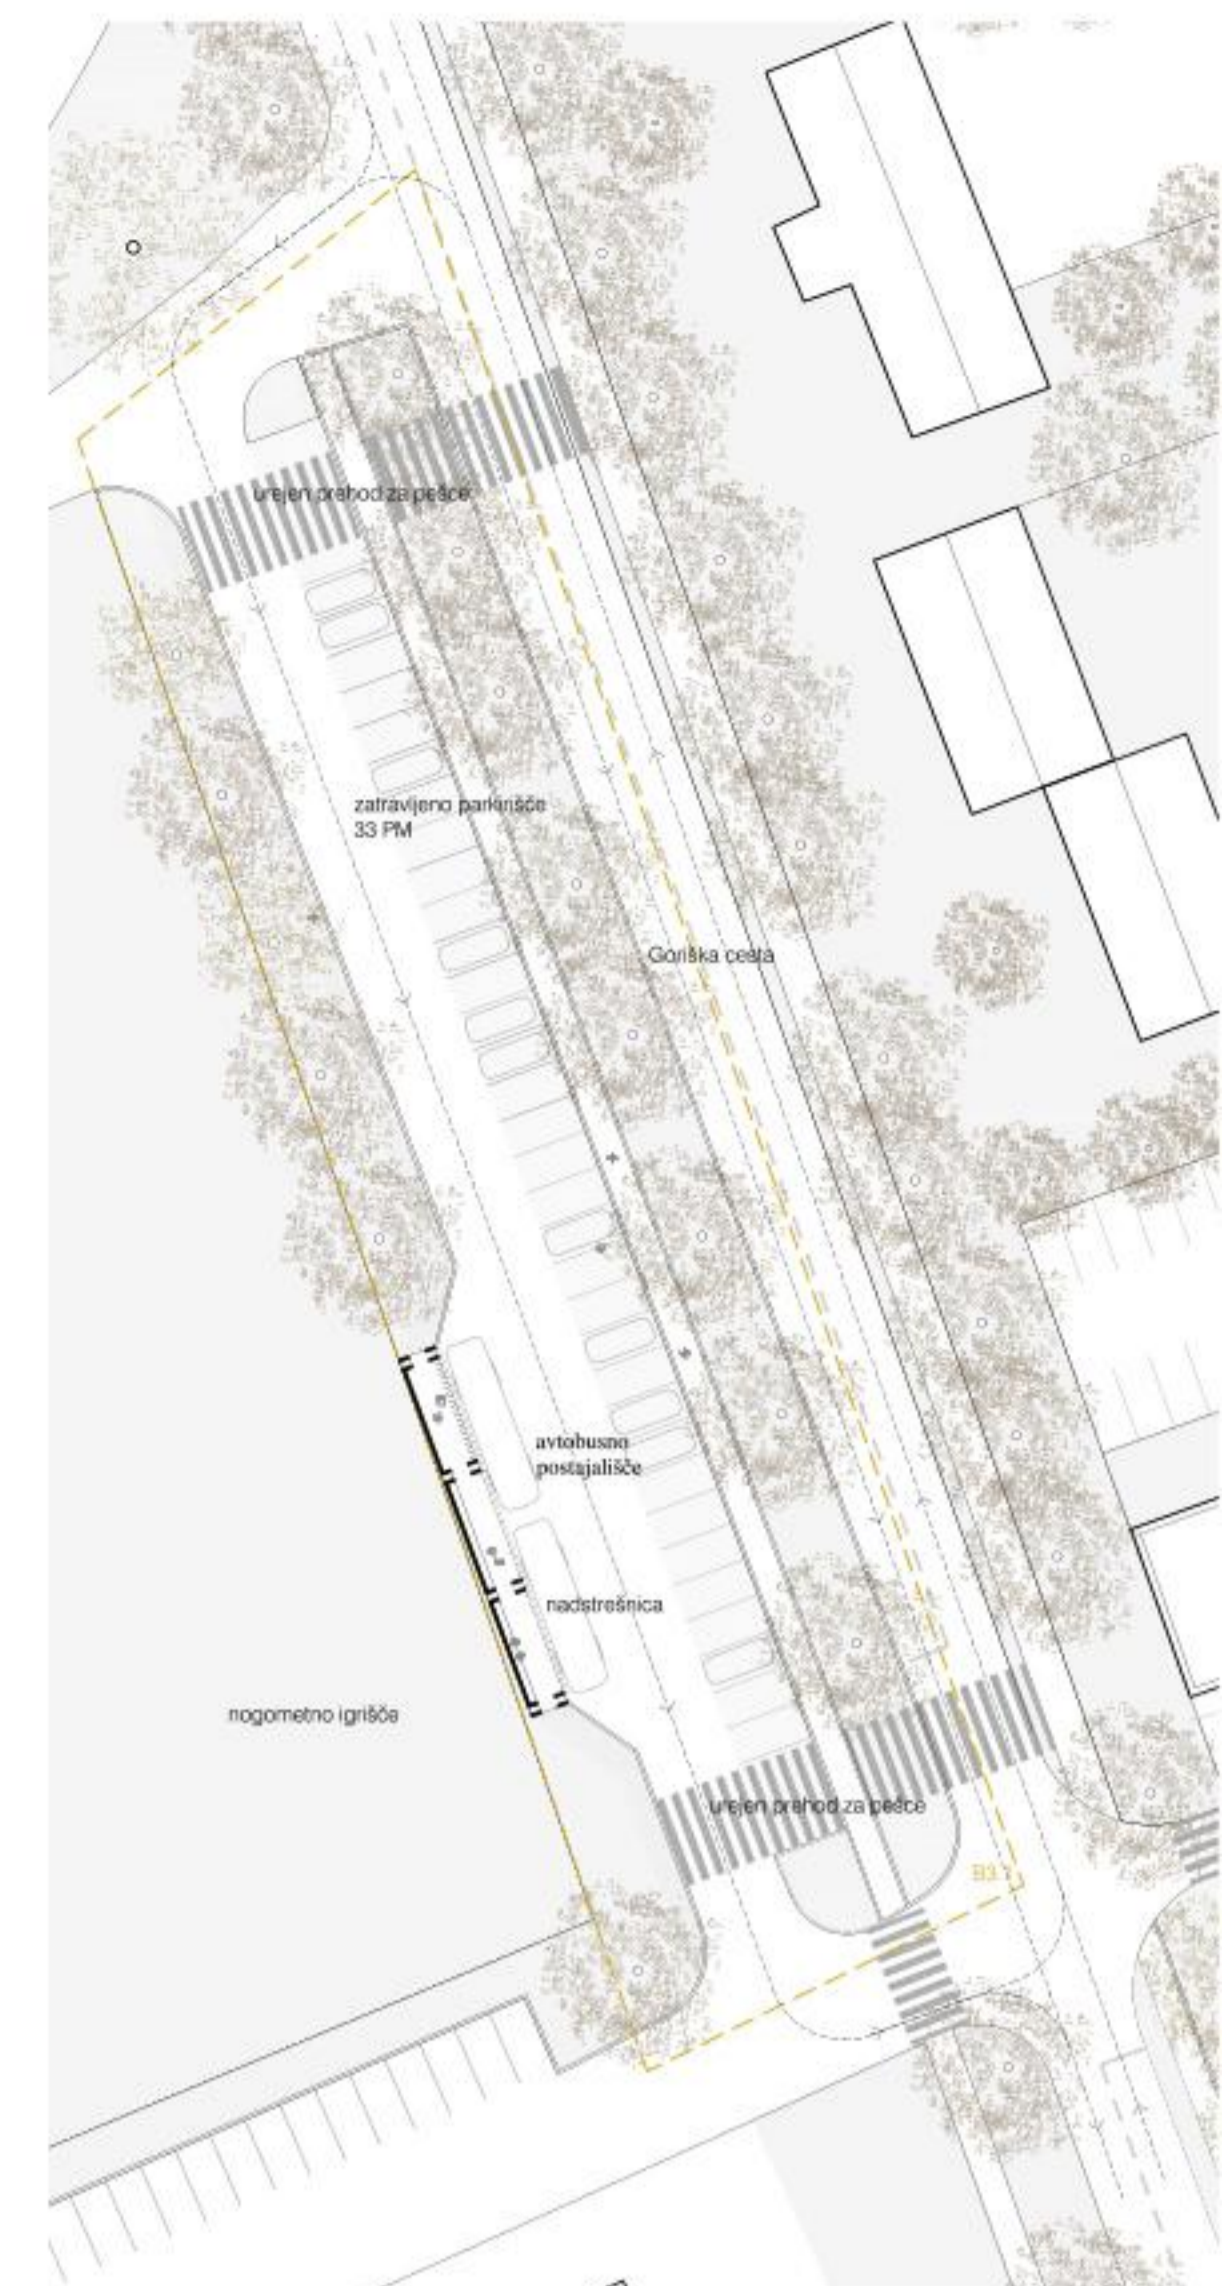 urejen prehod za pešce
zatravljeno parkirišče
33 PM
Goriška cesta
avtobusno
postajališče
nadstrešnica
nogometno igrišče
urejen prehod za pešce